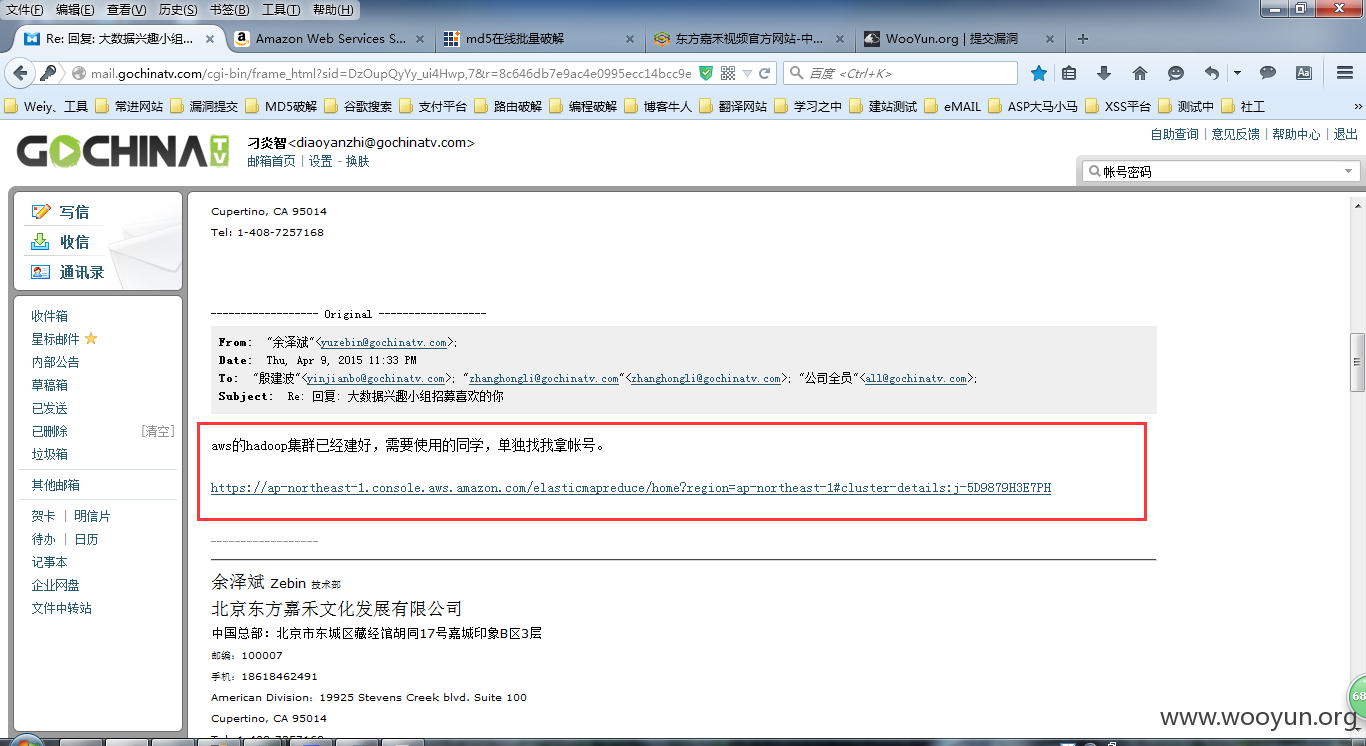 文件(F) 编辑(E) 查看(V) 历史(S) 书签(B) 工具(T) 帮助(H)
Re: 回复: 大数据兴趣小组... Amazon Web Services S... md5在线批量破解 东方嘉禾视频官方网站-中... WooYun.org | 提交漏洞
mail.gochinatv.com/cgi-bin/frame_html?sid=DzOupQyYy_ui4Hwp,7&r=8c646db7e9ac4e0995ecc14bcc9e 百度 <Ctrl+K>
Weiy、工具 常进网站 漏洞提交 MD5破解 谷歌搜索 支付平台 路由破解 编程破解 博客牛人 翻译网站 学习之中 建站测试 eMAIL ASP大马小马 XSS平台 测试中 社工 »
GOCHINA TV
刁炎智<diaoyanzhi@gochinatv.com>
邮箱首页 | 设置 - 换肤
自助查询 | 意见反馈 | 帮助中心 | 退出
帐号密码
写信
收信
通讯录
收件箱
星标邮件
内部公告
草稿箱
已发送
已删除 [清空]
垃圾箱
其他邮箱
贺卡 | 明信片
待办 | 日历
记事本
企业网盘
文件中转站
Cupertino, CA 95014
Tel: 1-408-7257168
------------------ Original ------------------
From: "余泽斌"<yuzebin@gochinatv.com>;
Date: Thu, Apr 9, 2015 11:33 PM
To: "殷建波"<yinjianbo@gochinatv.com>; "zhanghongli@gochinatv.com"<zhanghongli@gochinatv.com>; "公司全员"<all@gochinatv.com>;
Subject: Re: 回复: 大数据兴趣小组招募喜欢的你
aws的hadoop集群已经建好，需要使用的同学，单独找我拿帐号。
https://ap-northeast-1.console.aws.amazon.com/elasticmapreduce/home?region=ap-northeast-1#cluster-details:j-5D9879H3E7PH
------------------
余泽斌 Zebin 技术部
北京东方嘉禾文化发展有限公司
中国总部：北京市东城区藏经馆胡同17号嘉城印象B区3层
邮编：100007
手机：18618462491
American Division：19925 Stevens Creek blvd. Suite 100
Cupertino, CA 95014
68
www.wooyun.org